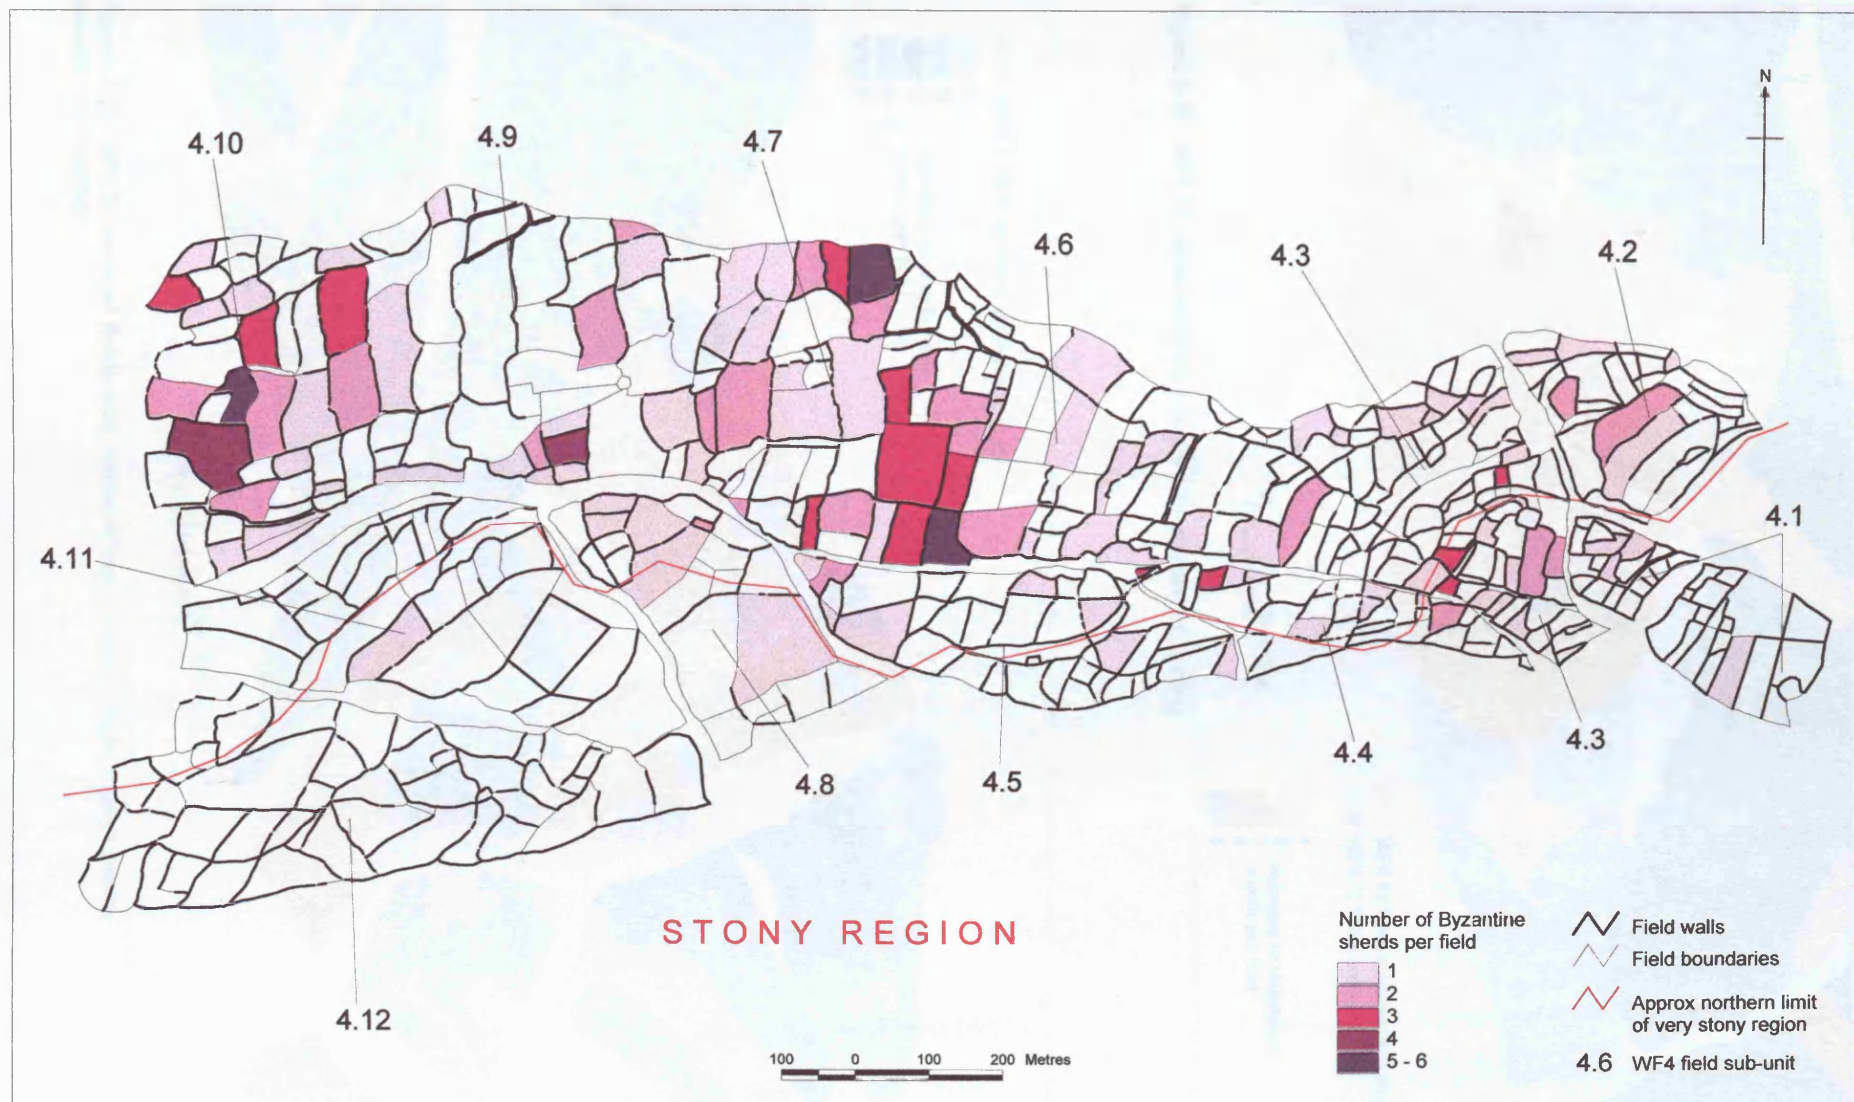 N
4.10
4.9
4.7
4.6
4.3
4.2
4.1
4.11
4.12
4.8
4.5
4.4
4.3
STONY REGION
100 0 100 200 Metres
Number of Byzantine
sherds per field
1
2
3
4
5 - 6
Field walls
Field boundaries
Approx northern limit
of very stony region
4.6 WF4 field sub-unit